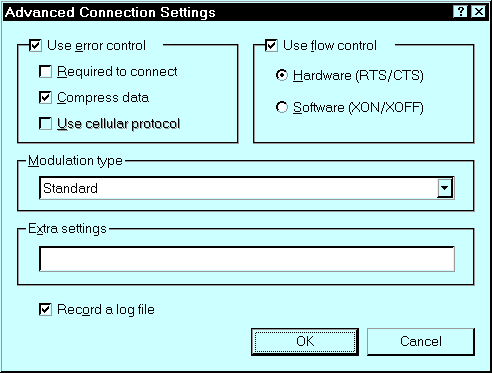 Advanced Connection Settings
Use error control
Required to connect
Compress data
Use cellular protocol
Use flow control
Hardware (RTS/CTS)
Software (XON/XOFF)
Modulation type
Standard
Extra settings
Record a log file
OK
Cancel